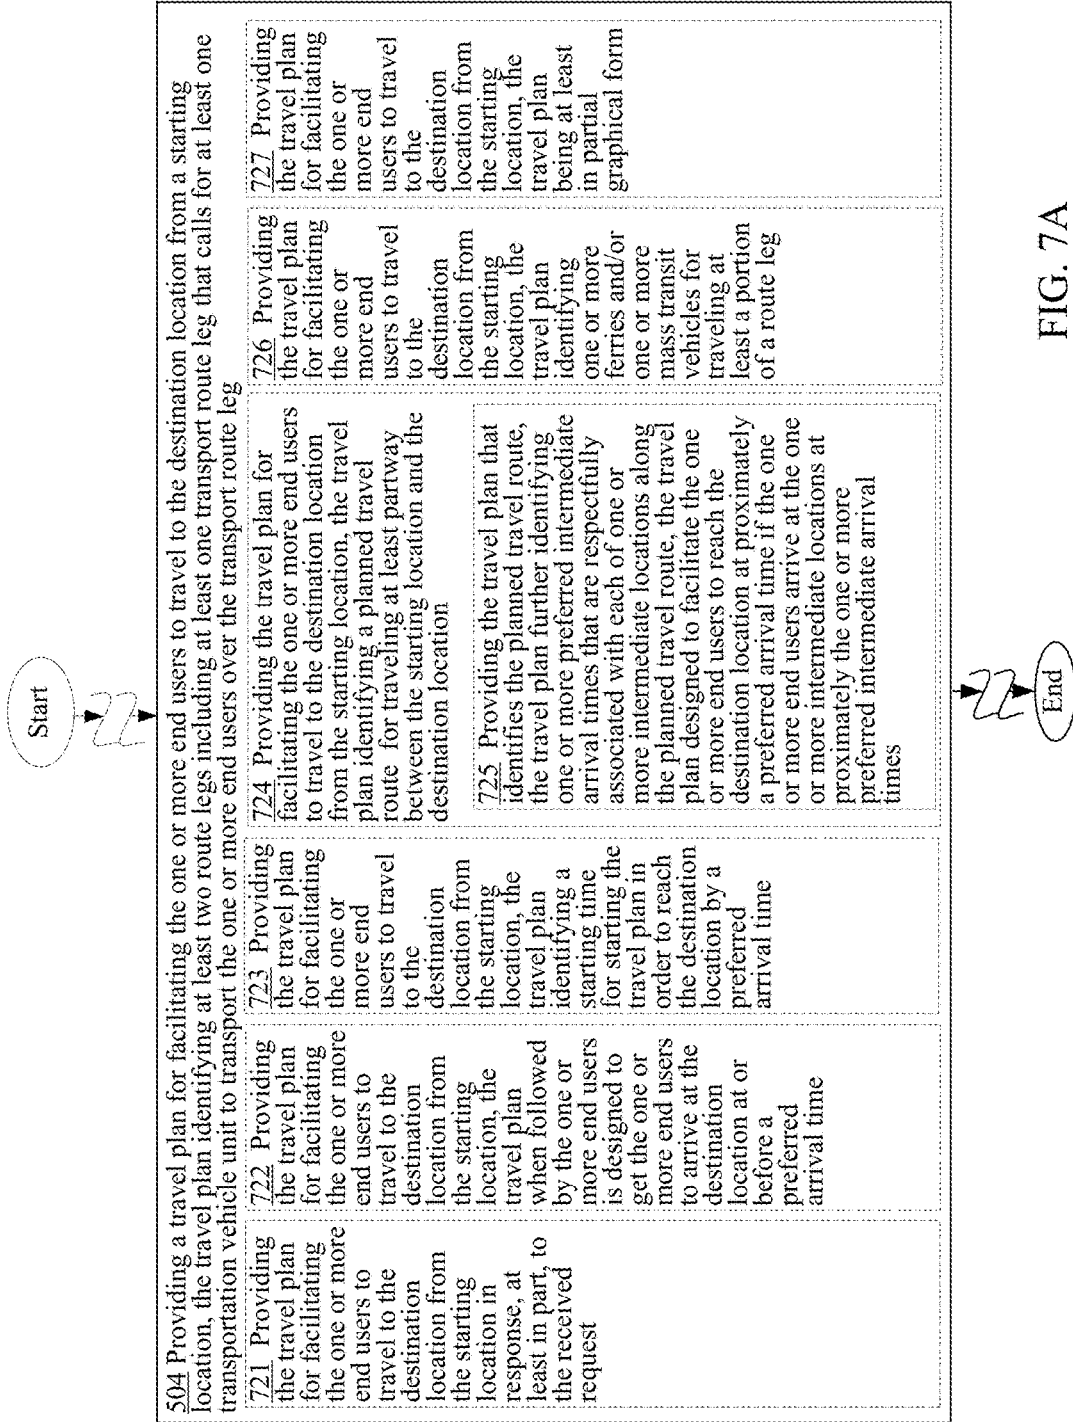 Start
504 Providing a travel plan for facilitating the one or more end users to travel to the destination location from a starting
location, the travel plan identifying at least two route legs including at least one transport route leg that calls for at least one
transportation vehicle unit to transport the one or more end users over the transport route leg
721 Providing
the travel plan
for facilitating
the one or more
end users to
travel to the
destination
location from
the starting
location in
response, at
least in part, to
the received
request
722 Providing
the travel plan
for facilitating
the one or more
end users to
travel to the
destination
location from
the starting
location, the
travel plan
when followed
by the one or
more end users
is designed to
get the one or
more end users
to arrive at the
destination
location at or
before a
preferred
arrival time
723 Providing
the travel plan
for facilitating
the one or
more end
users to travel
to the
destination
location from
the starting
location, the
travel plan
identifying a
starting time
for starting the
travel plan in
order to reach
the destination
location by a
preferred
arrival time
724 Providing the travel plan for
facilitating the one or more end users
to travel to the destination location
from the starting location, the travel
plan identifying a planned travel
route for traveling at least partway
between the starting location and the
destination location
725 Providing the travel plan that
identifies the planned travel route,
the travel plan further identifying
one or more preferred intermediate
arrival times that are respectfully
associated with each of one or
more intermediate locations along
the planned travel route, the travel
plan designed to facilitate the one
or more end users to reach the
destination location at proximately
a preferred arrival time if the one
or more end users arrive at the one
or more intermediate locations at
proximately the one or more
preferred intermediate arrival
times
726 Providing
the travel plan
for facilitating
the one or
more end
users to travel
to the
destination
location from
the starting
location, the
travel plan
identifying
one or more
ferries and/or
one or more
mass transit
vehicles for
traveling at
least a portion
of a route leg
727 Providing
the travel plan
for facilitating
the one or
more end
users to travel
to the
destination
location from
the starting
location, the
travel plan
being at least
in partial
graphical form
End
FIG. 7A